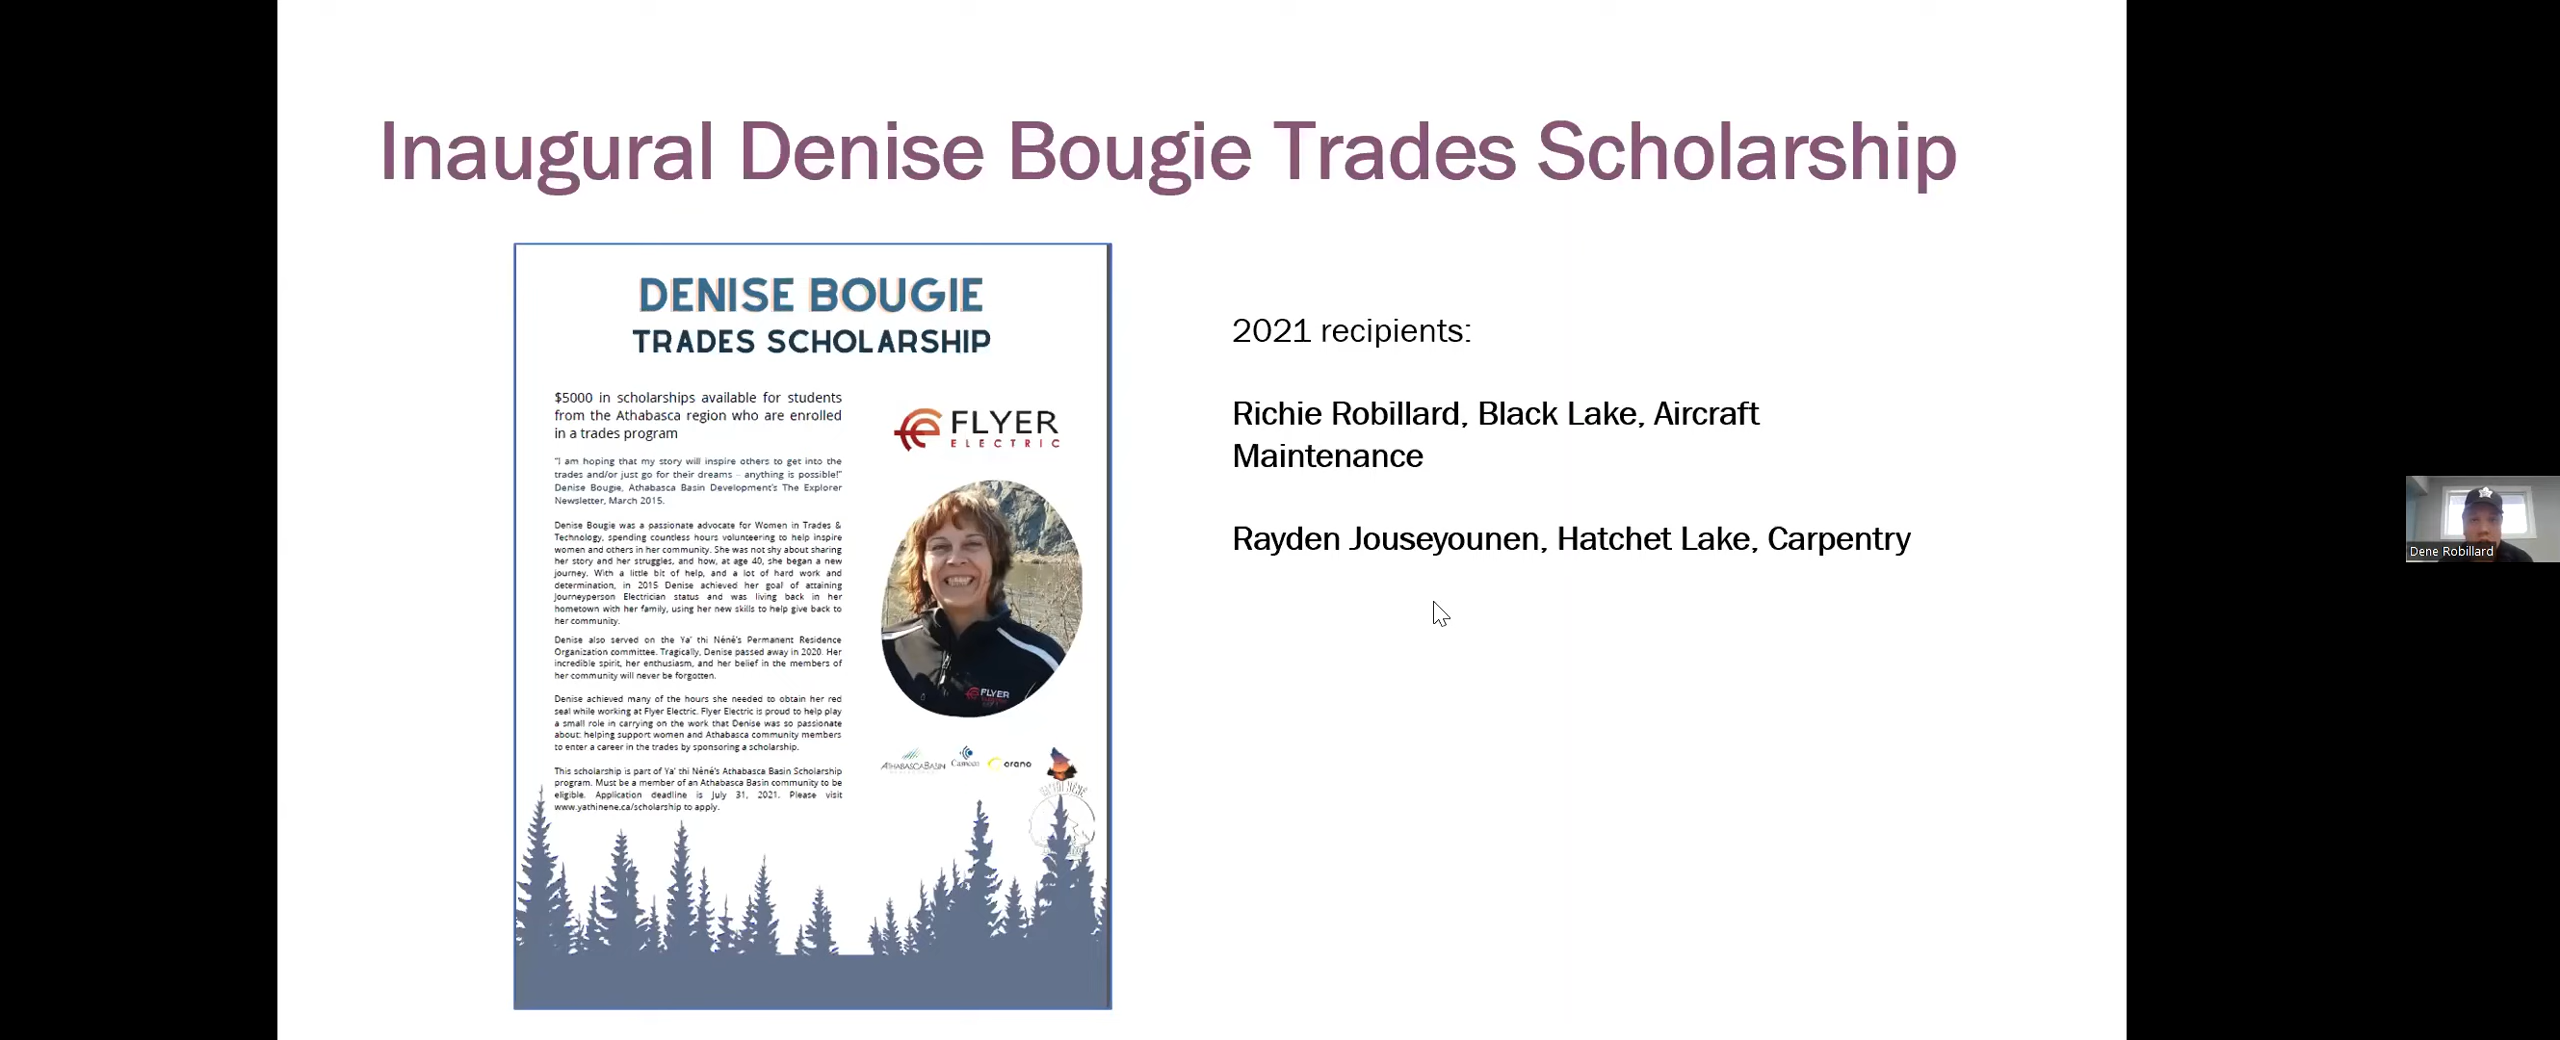 Inaugural Denise Bougie Trades Scholarship
DENISE BOUGIE
TRADES SCHOLARSHIP
$5000 in scholarships available for students
from the Athabasca region who are enrolled
in a trades program
"I am hoping that my story will inspire others to get into the
trades and/or just go for their dreams – anything is possible!"
Denise Bougie, Athabasca Basin Development's The Explorer
Newsletter, March 2015.
Denise Bougie was a passionate advocate for Women in Trades &
Technology, spending countless hours volunteering to help inspire
women and others in her community. She was not shy about sharing
her story and her struggles, and how, at age 40, she began a new
journey. With a little bit of help, and a lot of hard work and
determination, in 2015 Denise achieved her goal of attaining
Journeyperson Electrician status and was living back in her
hometown with her family, using her new skills to help give back to
her community.
Denise also served on the Ya' thi Néné's Permanent Residence
Organization committee. Tragically, Denise passed away in 2020. Her
incredible spirit, her enthusiasm, and her belief in the members of
her community will never be forgotten.
Denise achieved many of the hours she needed to obtain her red
seal while working at Flyer Electric. Flyer Electric is proud to help play
a small role in carrying on the work that Denise was so passionate
about: helping support women and Athabasca community members
to enter a career in the trades by sponsoring a scholarship.
This scholarship is part of Ya' thi Néné's Athabasca Basin Scholarship
program. Must be a member of an Athabasca Basin community to be
eligible. Application deadline is July 31, 2021. Please visit
www.yathinene.ca/scholarship to apply.
FLYER
ELECTRIC
FLYER
ATHABASCA BASIN
Cameco
orano
YA'THI NÉNÉ
2021 recipients:
Richie Robillard, Black Lake, Aircraft
Maintenance
Rayden Jouseyounen, Hatchet Lake, Carpentry
Dene Robillard